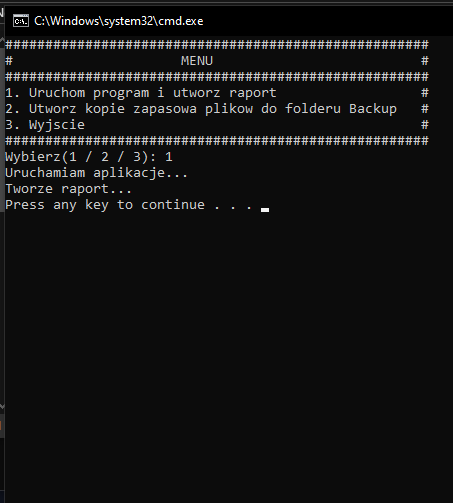 C:\Windows\system32\cmd.exe
#####################################################
# MENU #
#####################################################
1. Uruchom program i utworz raport #
2. Utworz kopie zapasowa plikow do folderu Backup #
3. Wyjscie #
#####################################################
Wybierz(1 / 2 / 3): 1
Uruchamiam aplikacje...
Tworze raport...
Press any key to continue . . .